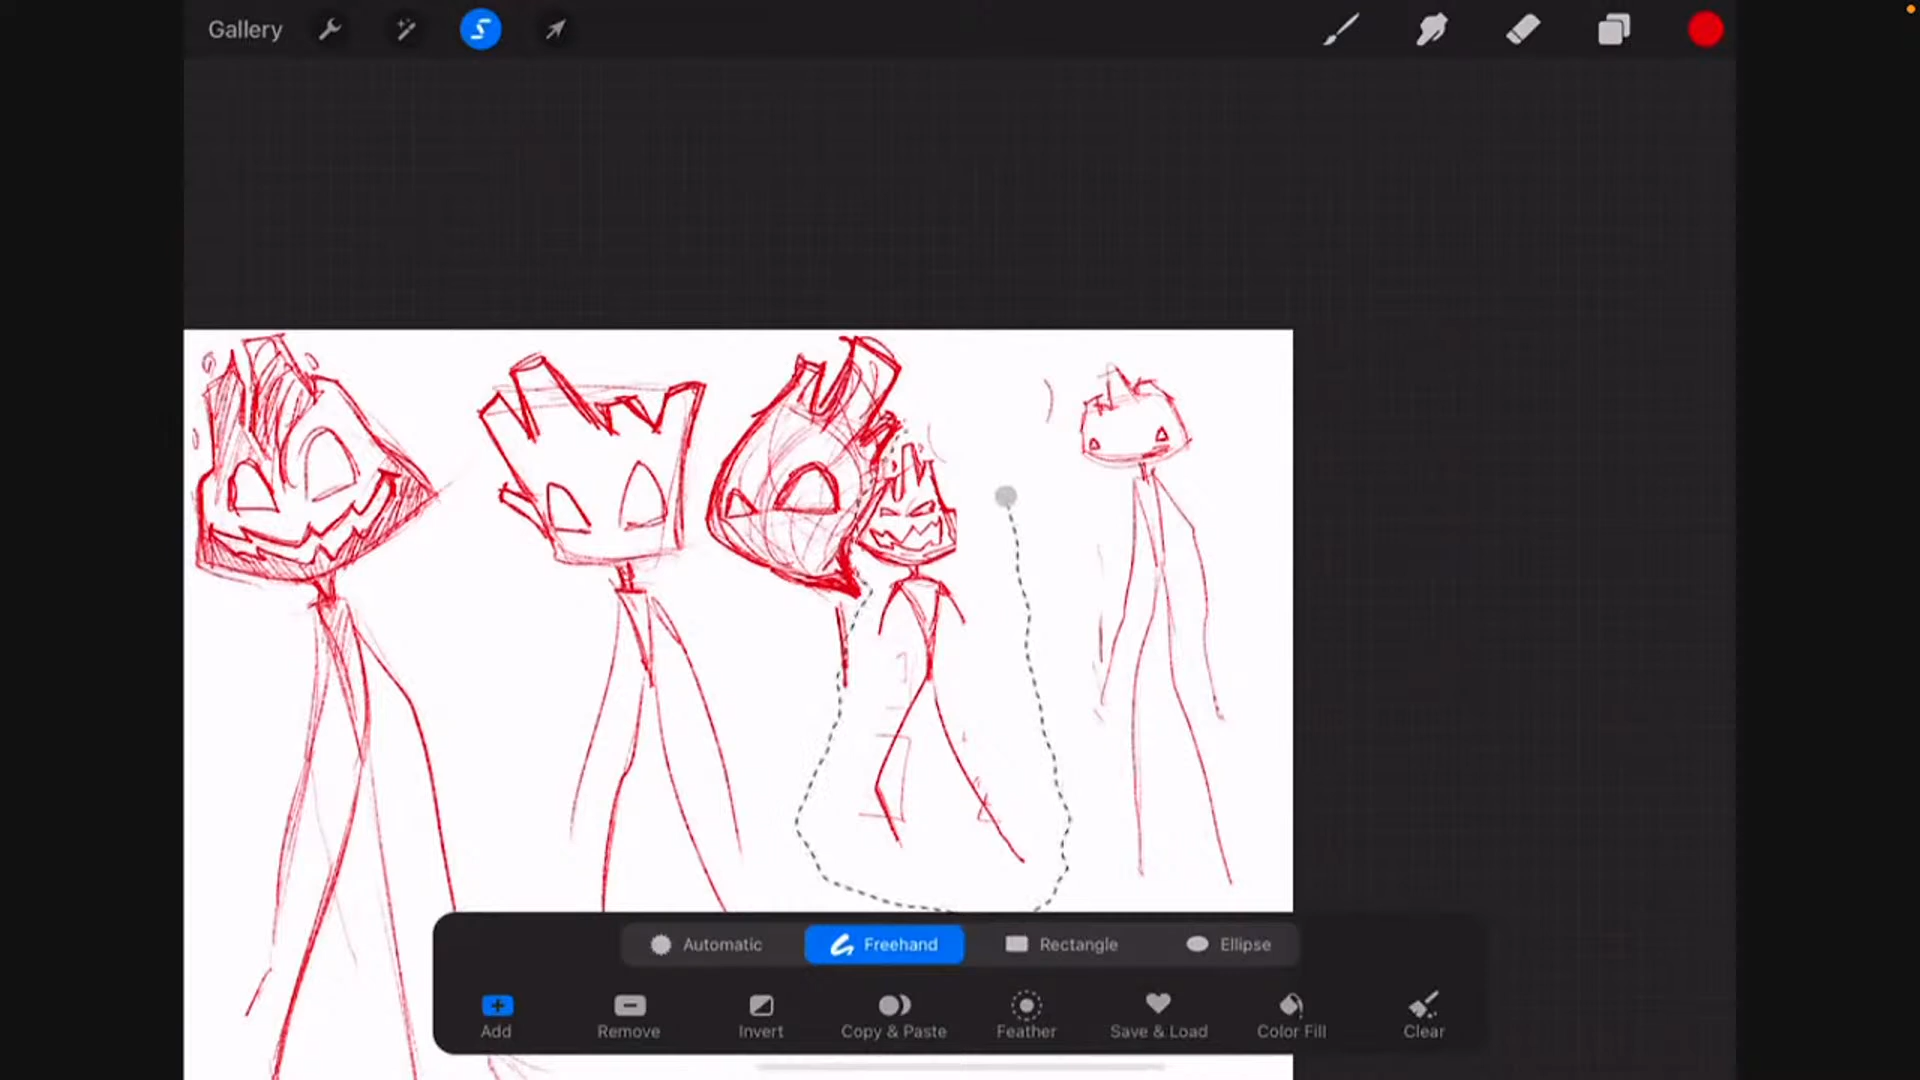 Gallery
Automatic Freehand Rectangle Ellipse
Add Remove Invert Copy & Paste Feather Save & Load Color Fill Clear